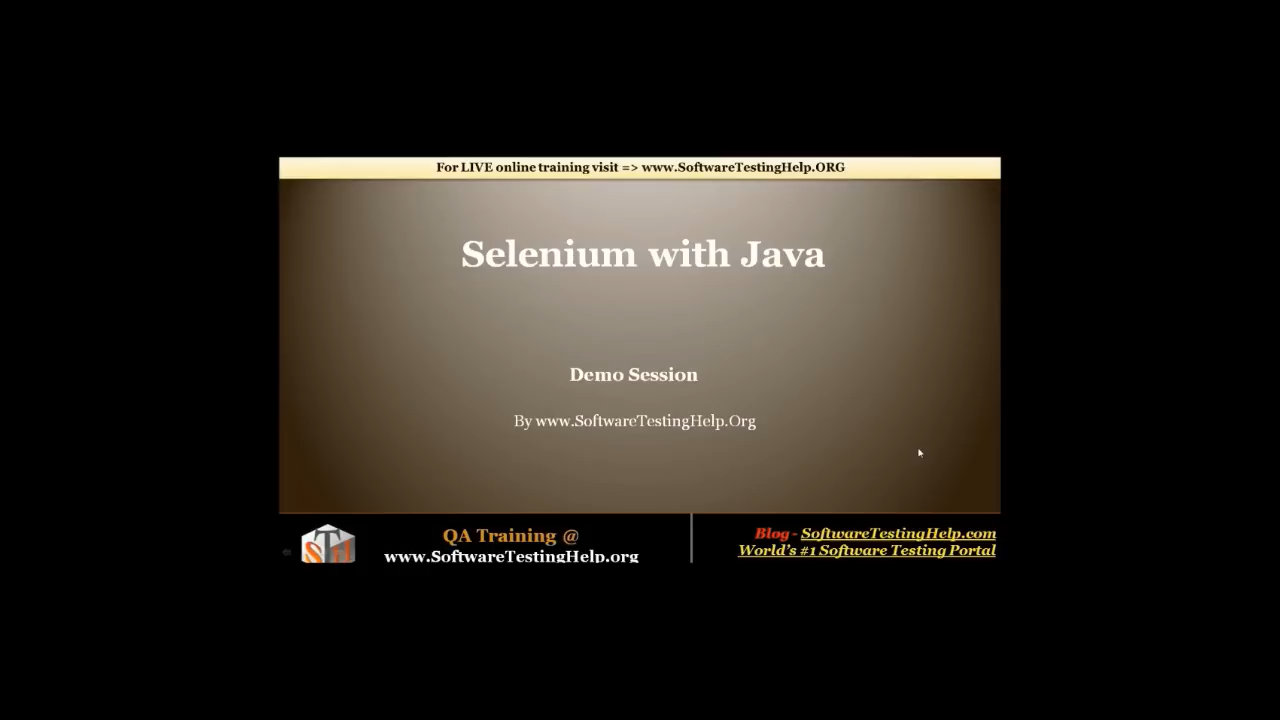 For LIVE online training visit => www.SoftwareTestingHelp.ORG
Selenium with Java
Demo Session
By www.SoftwareTestingHelp.Org
STH
QA Training @
www.SoftwareTestingHelp.org
Blog - SoftwareTestingHelp.com
World's #1 Software Testing Portal